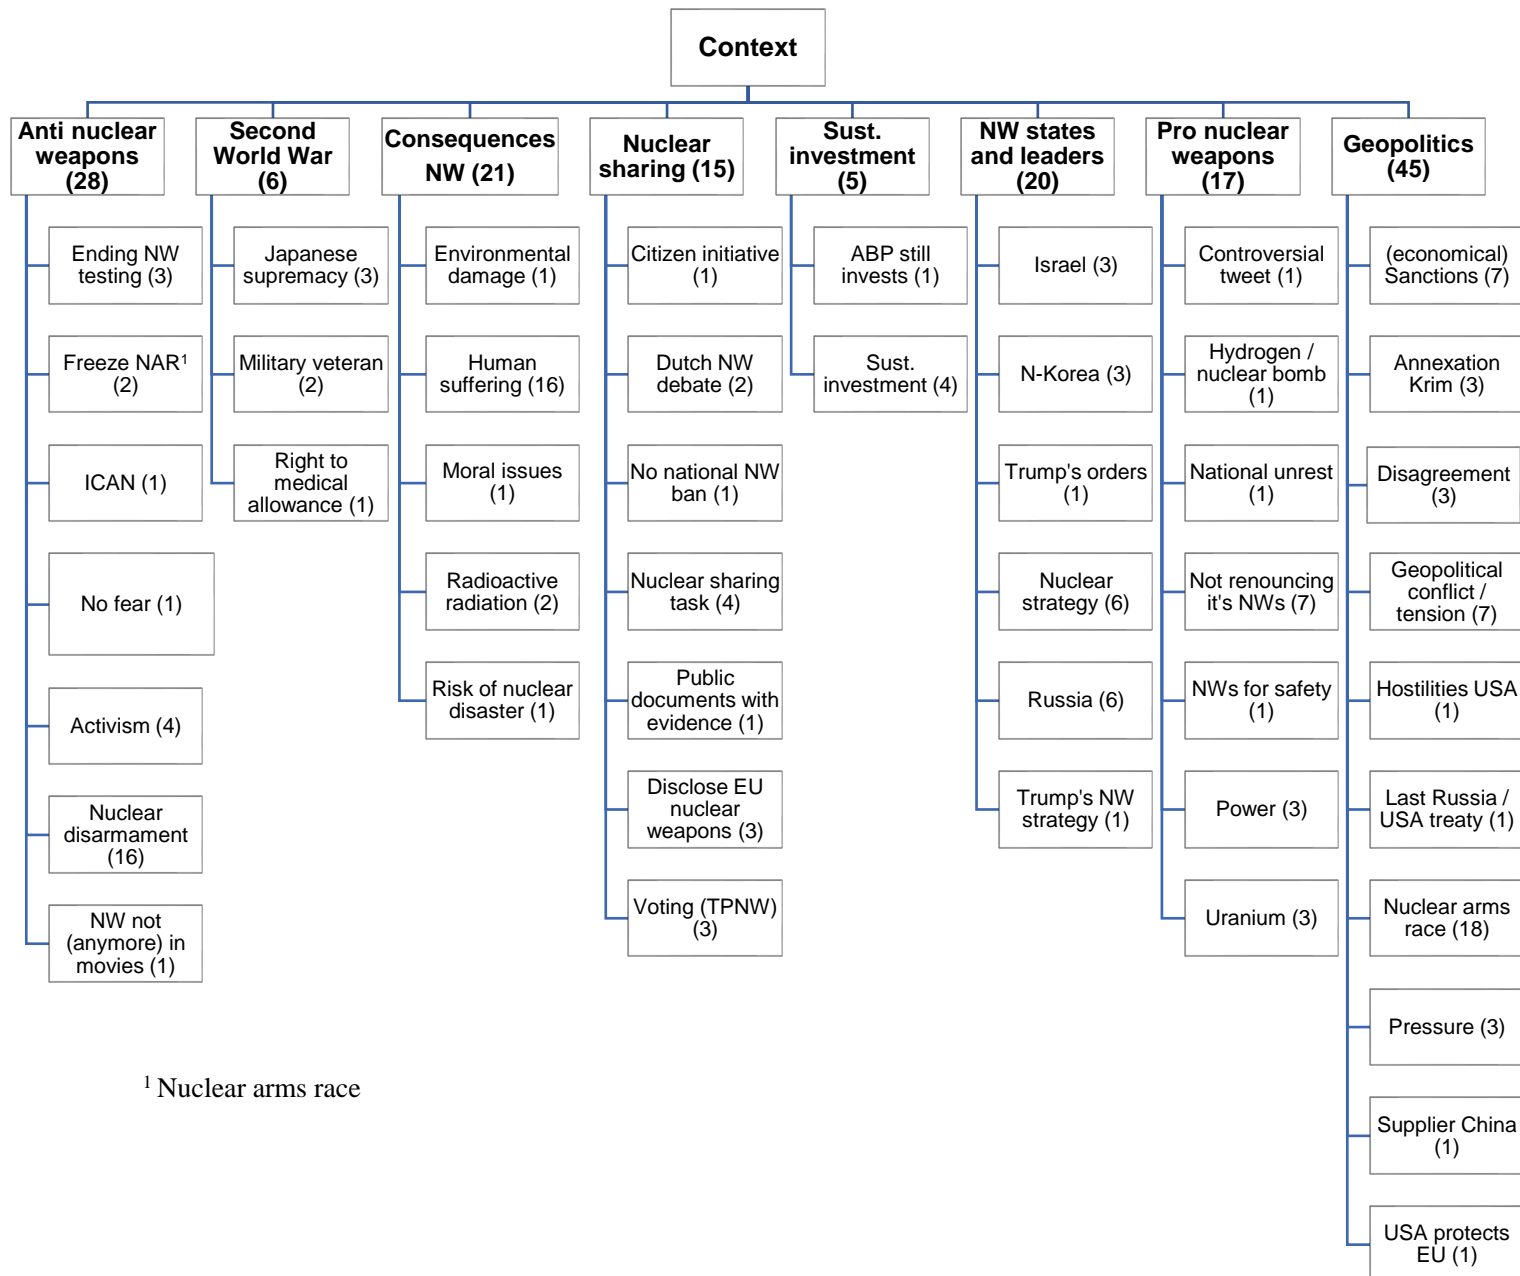 Context
Anti nuclear
weapons
(28)
Ending NW
testing (3)
Freeze NAR¹
(2)
ICAN (1)
No fear (1)
Activism (4)
Nuclear
disarmament
(16)
NW not
(anymore) in
movies (1)
Second
World War
(6)
Japanese
supremacy (3)
Military veteran
(2)
Right to
medical
allowance (1)
Consequences
NW (21)
Environmental
damage (1)
Human
suffering (16)
Moral issues
(1)
Radioactive
radiation (2)
Risk of nuclear
disaster (1)
Nuclear
sharing (15)
Citizen initiative
(1)
Dutch NW
debate (2)
No national NW
ban (1)
Nuclear sharing
task (4)
Public
documents with
evidence (1)
Disclose EU
nuclear
weapons (3)
Voting (TPNW)
(3)
Sust.
investment
(5)
ABP still
invests (1)
Sust.
investment (4)
NW states
and leaders
(20)
Israel (3)
N-Korea (3)
Trump's orders
(1)
Nuclear
strategy (6)
Russia (6)
Trump's NW
strategy (1)
Pro nuclear
weapons
(17)
Controversial
tweet (1)
Hydrogen /
nuclear bomb
(1)
National unrest
(1)
Not renouncing
it's NWs (7)
NWs for safety
(1)
Power (3)
Uranium (3)
Geopolitics
(45)
(economical)
Sanctions (7)
Annexation
Krim (3)
Disagreement
(3)
Geopolitical
conflict /
tension (7)
Hostilities USA
(1)
Last Russia /
USA treaty (1)
Nuclear arms
race (18)
Pressure (3)
Supplier China
(1)
USA protects
EU (1)
¹ Nuclear arms race